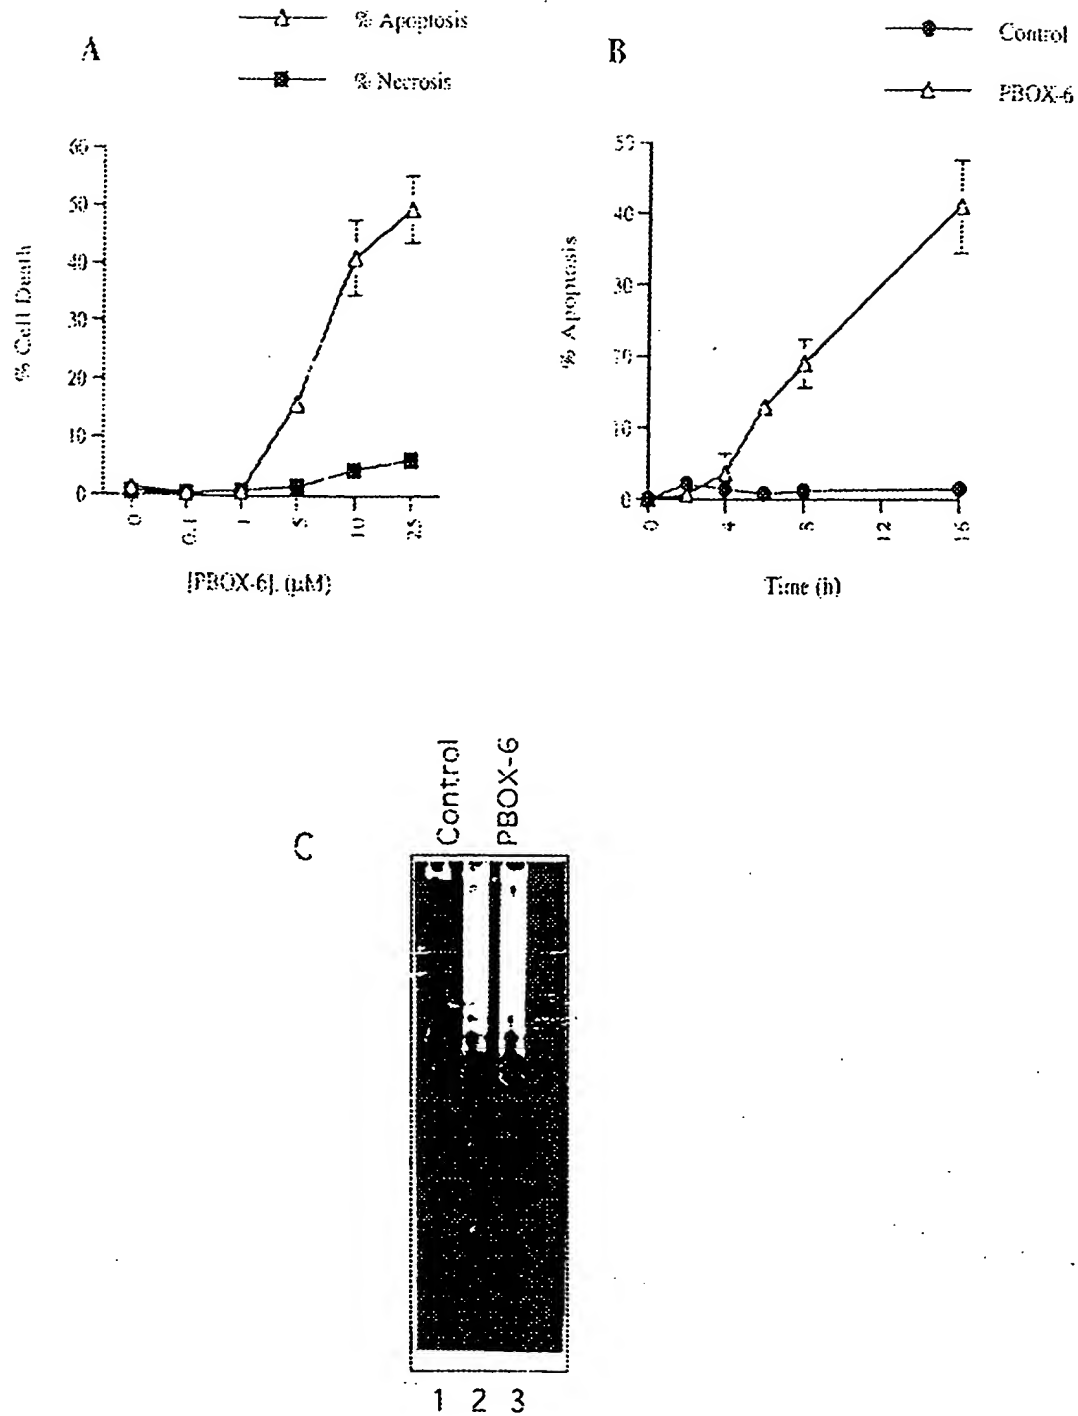 A
% Apoptosis
% Necrosis
60
50
40
30
20
10
0
% Cell Death
0
0.1
1
5
10
25
[PBOX-6], (µM)
B
Control
PBOX-6
50
40
30
20
10
0
% Apoptosis
0
4
8
12
16
Time (h)
C
Control
PBOX-6
1 2 3